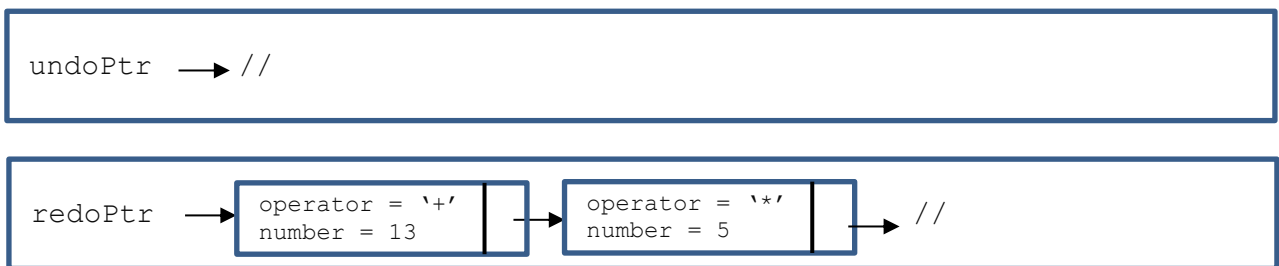 undoPtr //
redoPtr operator = ‘+’ operator = ‘*’ //
number = 13 number = 5